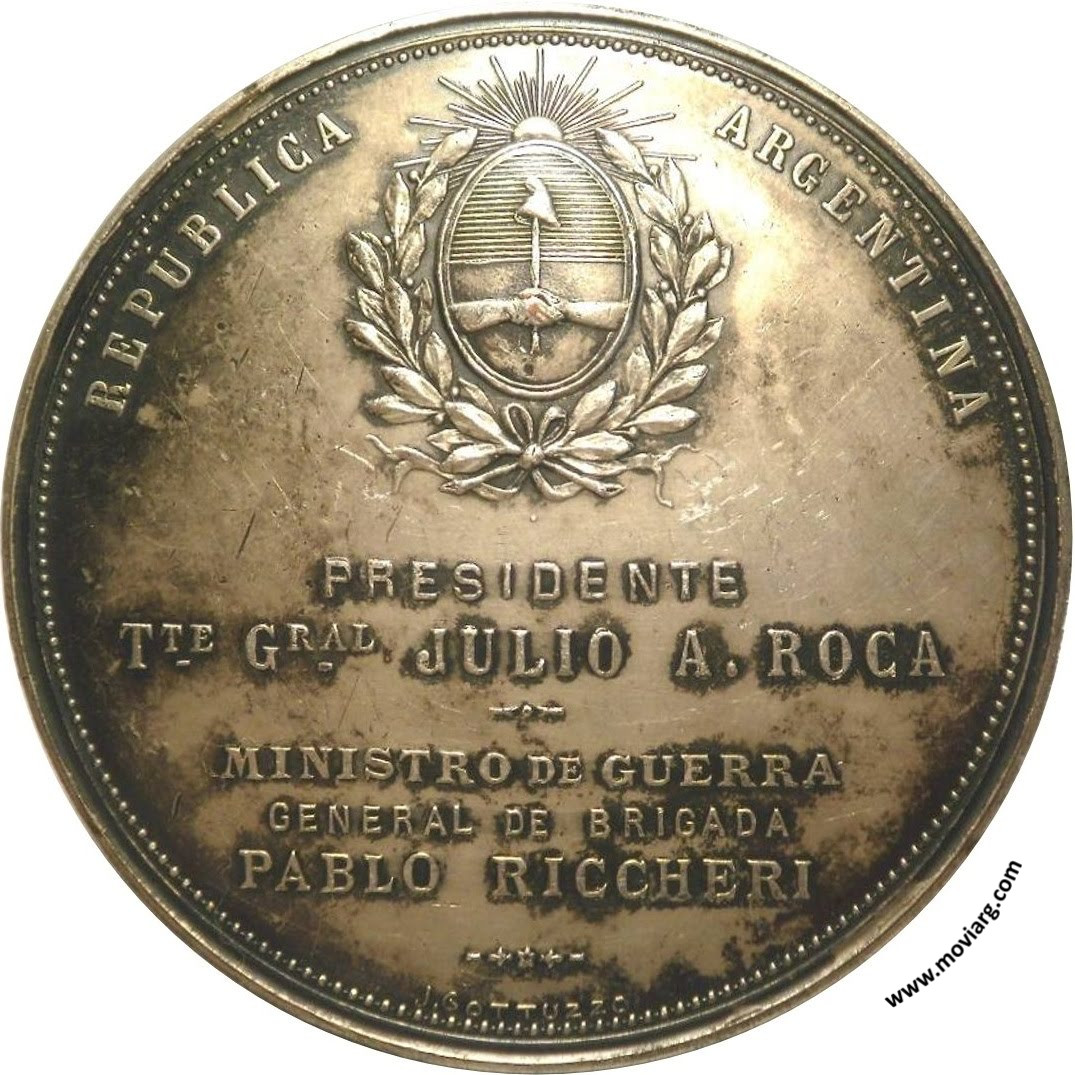 REPUBLICA ARGENTINA
PRESIDENTE
TTE GRAL JULIO A. ROCA
MINISTRO DE GUERRA
GENERAL DE BRIGADA
PABLO RICCHERI
J. GOTTUZZO
www.moviarg.com